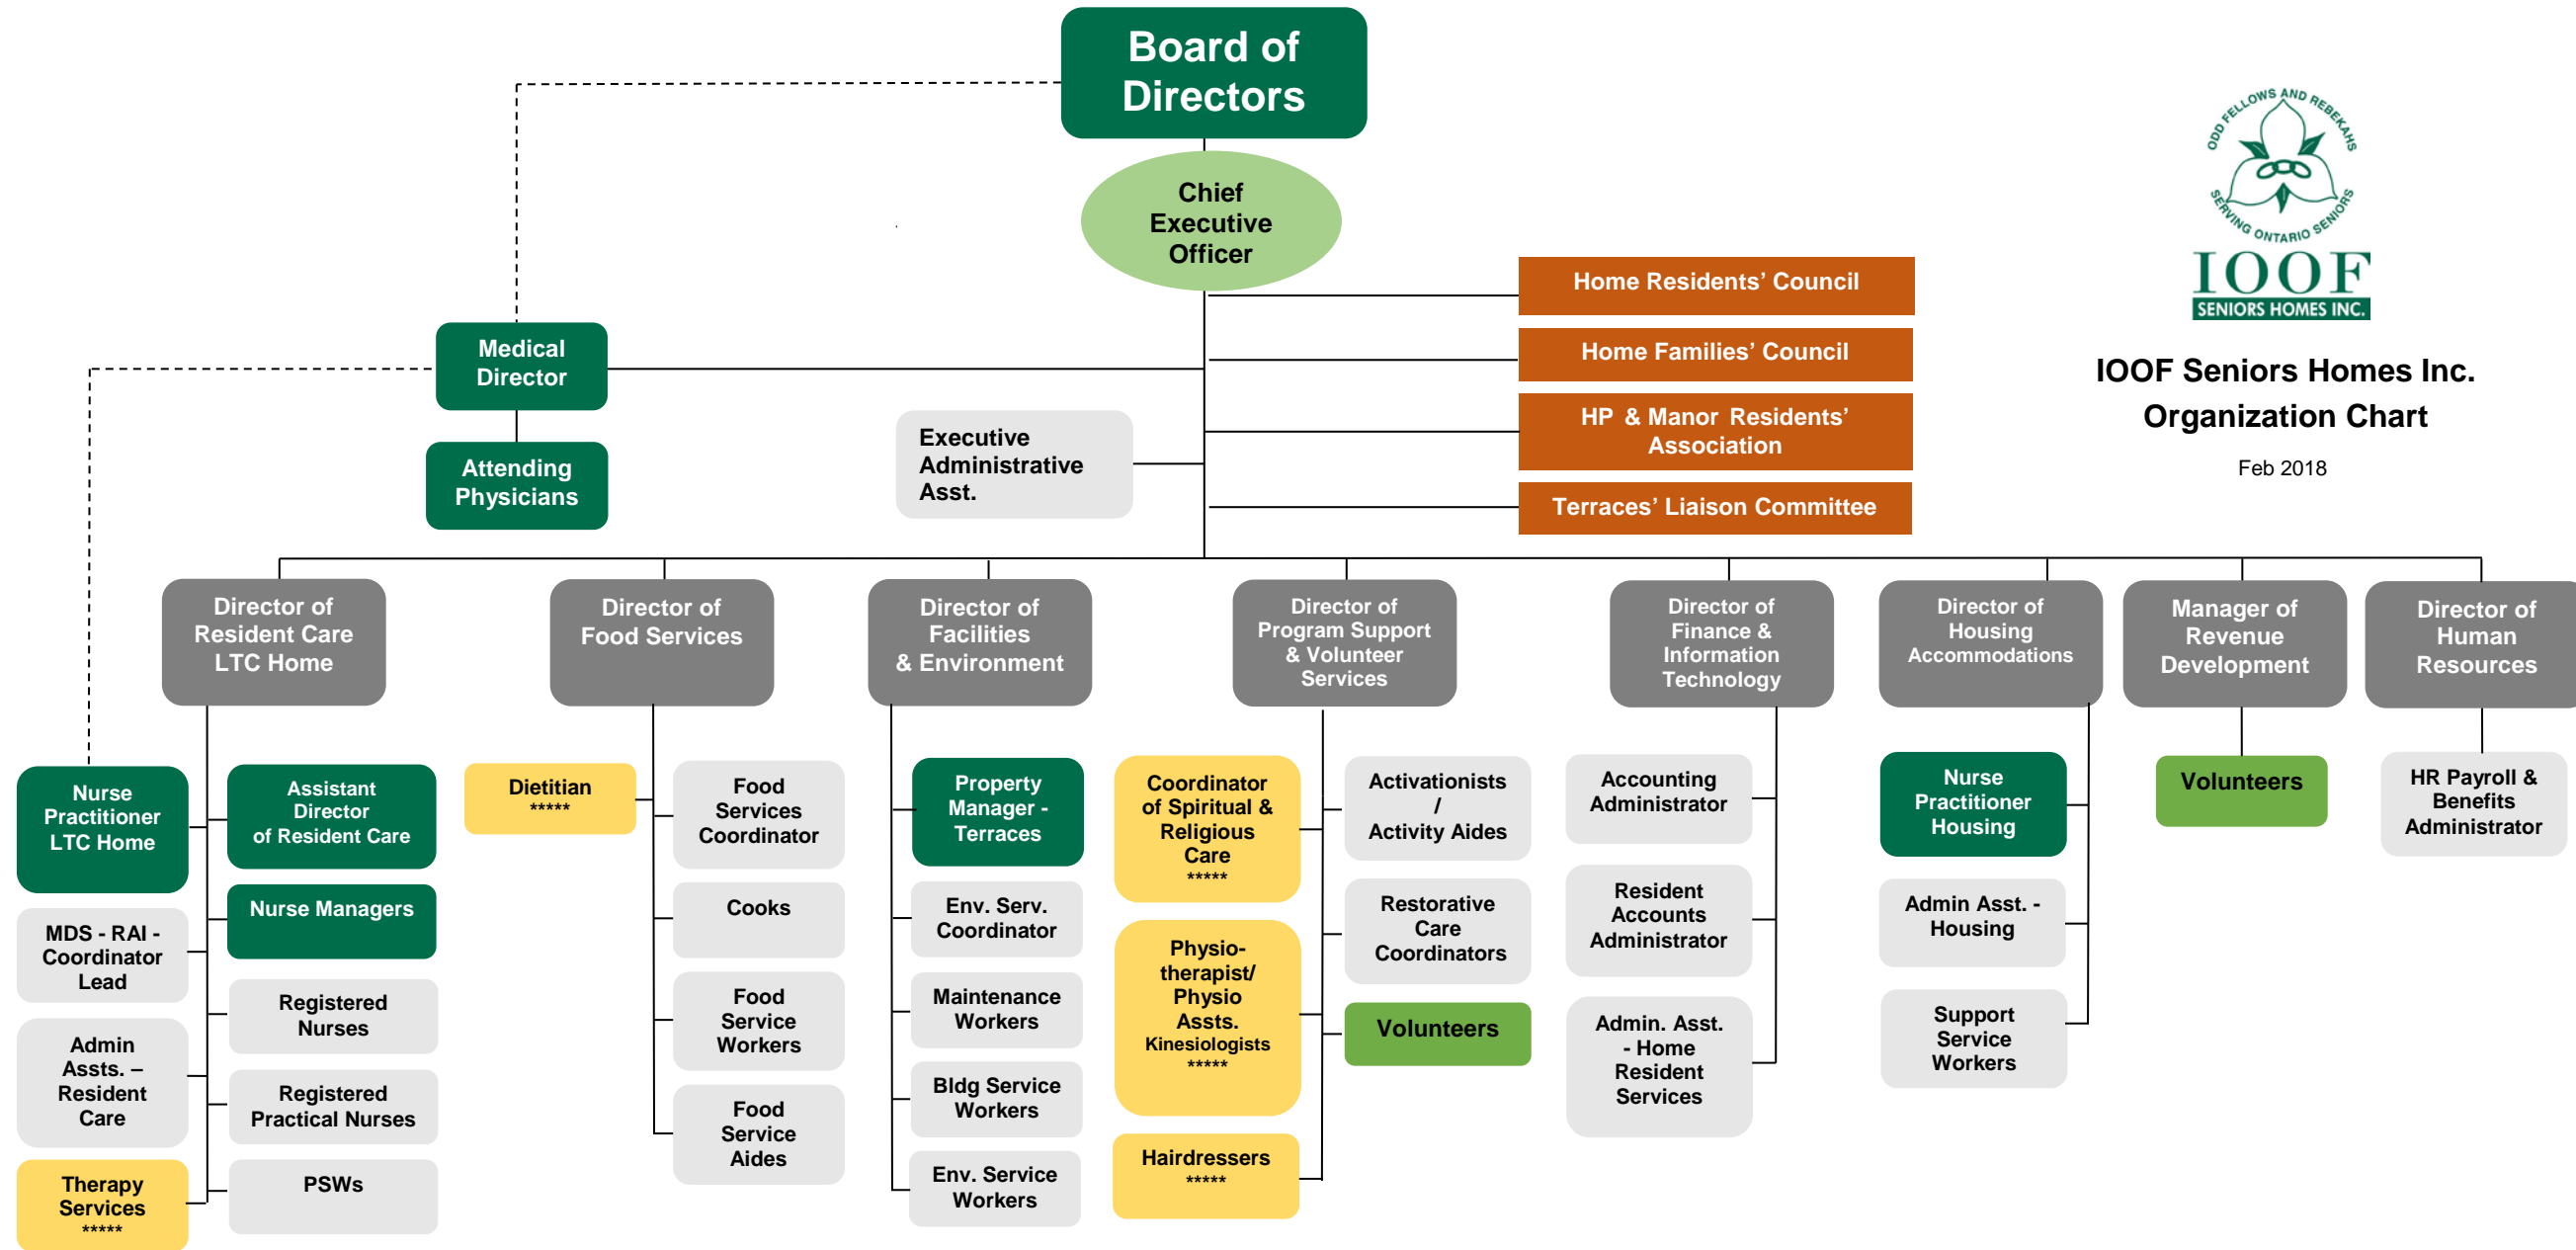 Board of
Directors
Chief
Executive
Officer
ODD FELLOWS AND REBEKAHS
SERVING ONTARIO SENIORS
IOOF
SENIORS HOMES INC.
IOOF Seniors Homes Inc.
Organization Chart
Feb 2018
Home Residents’ Council
Home Families’ Council
HP & Manor Residents’
Association
Terraces’ Liaison Committee
Medical
Director
Attending
Physicians
Executive
Administrative
Asst.
Director of
Resident Care
LTC Home
Director of
Food Services
Director of
Facilities
& Environment
Director of
Program Support
& Volunteer
Services
Director of
Finance &
Information
Technology
Director of
Housing
Accommodations
Manager of
Revenue
Development
Director of
Human
Resources
Nurse
Practitioner
LTC Home
MDS - RAI -
Coordinator
Lead
Admin
Assts. –
Resident
Care
Therapy
Services
*****
Assistant
Director
of Resident Care
Nurse Managers
Registered
Nurses
Registered
Practical Nurses
PSWs
Dietitian
*****
Food
Services
Coordinator
Cooks
Food
Service
Workers
Food
Service
Aides
Property
Manager -
Terraces
Env. Serv.
Coordinator
Maintenance
Workers
Bldg Service
Workers
Env. Service
Workers
Coordinator
of Spiritual &
Religious
Care
*****
Physio-
therapist/
Physio
Assts.
Kinesiologists
*****
Hairdressers
*****
Activationists
/
Activity Aides
Restorative
Care
Coordinators
Volunteers
Accounting
Administrator
Resident
Accounts
Administrator
Admin. Asst.
- Home
Resident
Services
Nurse
Practitioner
Housing
Admin Asst. -
Housing
Support
Service
Workers
Volunteers
HR Payroll &
Benefits
Administrator